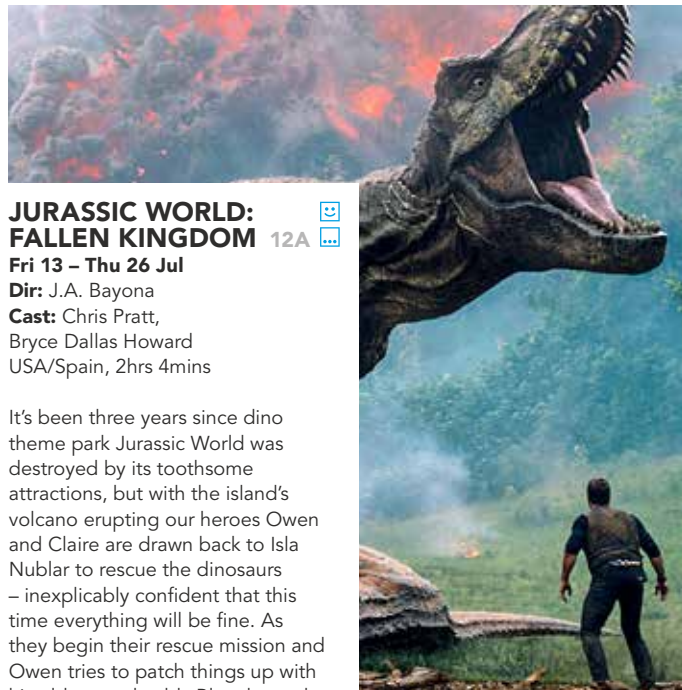 JURASSIC WORLD:
FALLEN KINGDOM 12A
Fri 13 – Thu 26 Jul
Dir: J.A. Bayona
Cast: Chris Pratt,
Bryce Dallas Howard
USA/Spain, 2hrs 4mins
It’s been three years since dino
theme park Jurassic World was
destroyed by its toothsome
attractions, but with the island’s
volcano erupting our heroes Owen
and Claire are drawn back to Isla
Nublar to rescue the dinosaurs
– inexplicably confident that this
time everything will be fine. As
they begin their rescue mission and
Owen tries to patch things up with